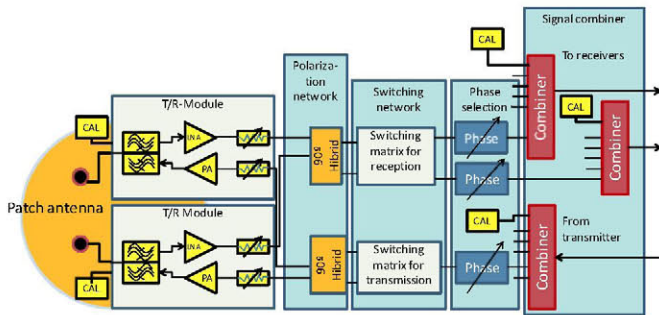 Signal combiner
CAL
To receivers
Polariza-
tion
network
T/R-Module
Switching
network
Phase
selection
Combiner
CAL
CAL
LNA
PA
90º
Hibrid
Switching
matrix for
reception
Phase
Phase
Combiner
Patch antenna
T/R Module
CAL
LNA
PA
90º
Hibrid
Switching
matrix for
transmission
Phase
CAL
From
transmitter
Combiner